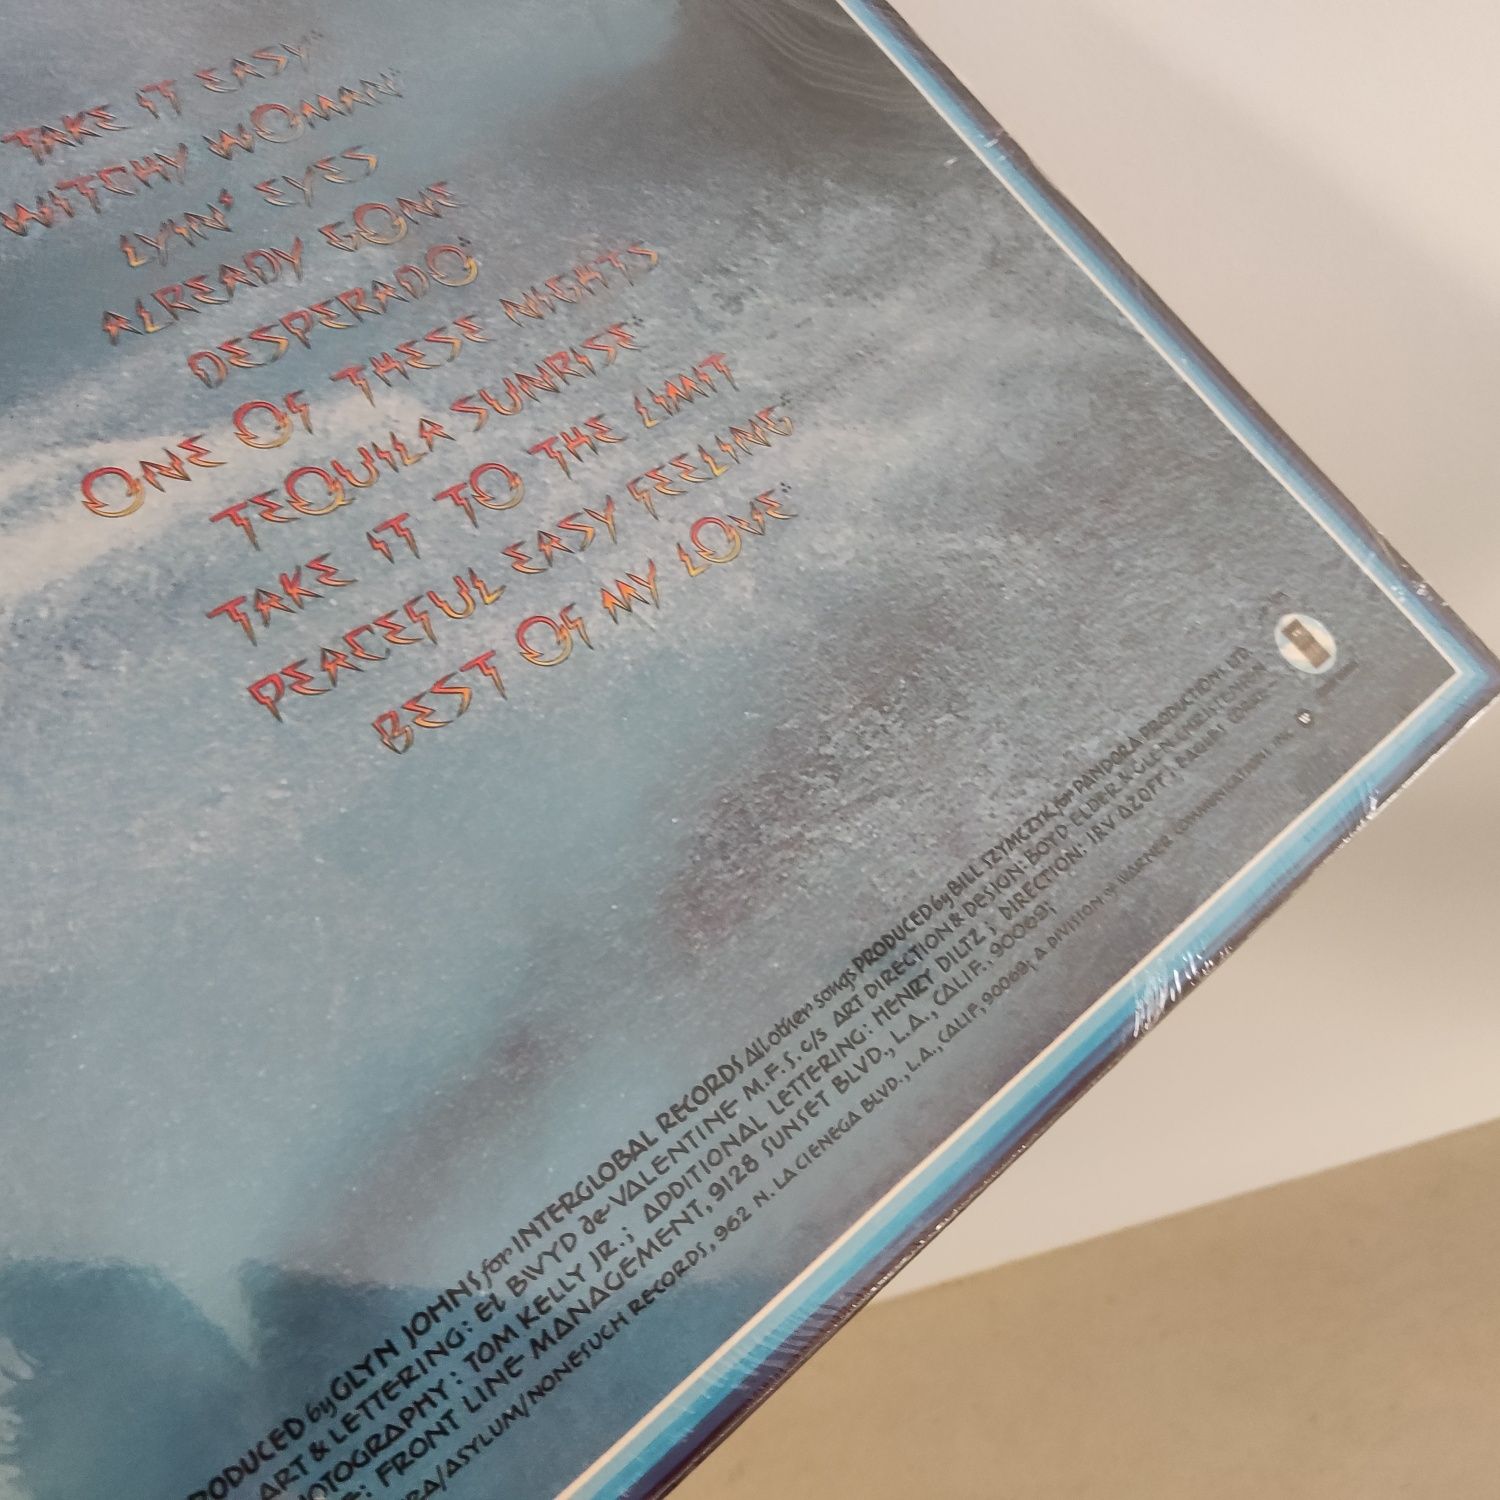 TAKE IT EASY**
WITCHY WOMAN**
LYIN' EYES
ALREADY GONE
DESPERADO**
ONE OF THESE NIGHTS
TEQUILA SUNRISE**
TAKE IT TO THE LIMIT
PEACEFUL EASY FEELING**
BEST OF MY LOVE**
PRODUCED by GLYN JOHNS for INTERGLOBAL RECORDS All other songs PRODUCED by BILL SZYMCZYK for PANDORA PRODUCTIONS, LTD.
ART & LETTERING: El BWYD de VALENTINE M.F.S. c/s ART DIRECTION & DESIGN: BOYD ELDER & GLEN CHRISTENSEN
PHOTOGRAPHY: TOM KELLY JR.; ADDITIONAL LETTERING: HENRY DILTZ; DIRECTION: IRV AZOFF
: FRONT LINE MANAGEMENT, 9128 SUNSET BLVD., L.A., CALIF., 90069;
RA/ASYLUM/NONESUCH RECORDS, 962 N. LA CIENEGA BLVD., L.A., CALIF., 90069; A DIVISION OF WARNER COMMUNICATIONS, INC.